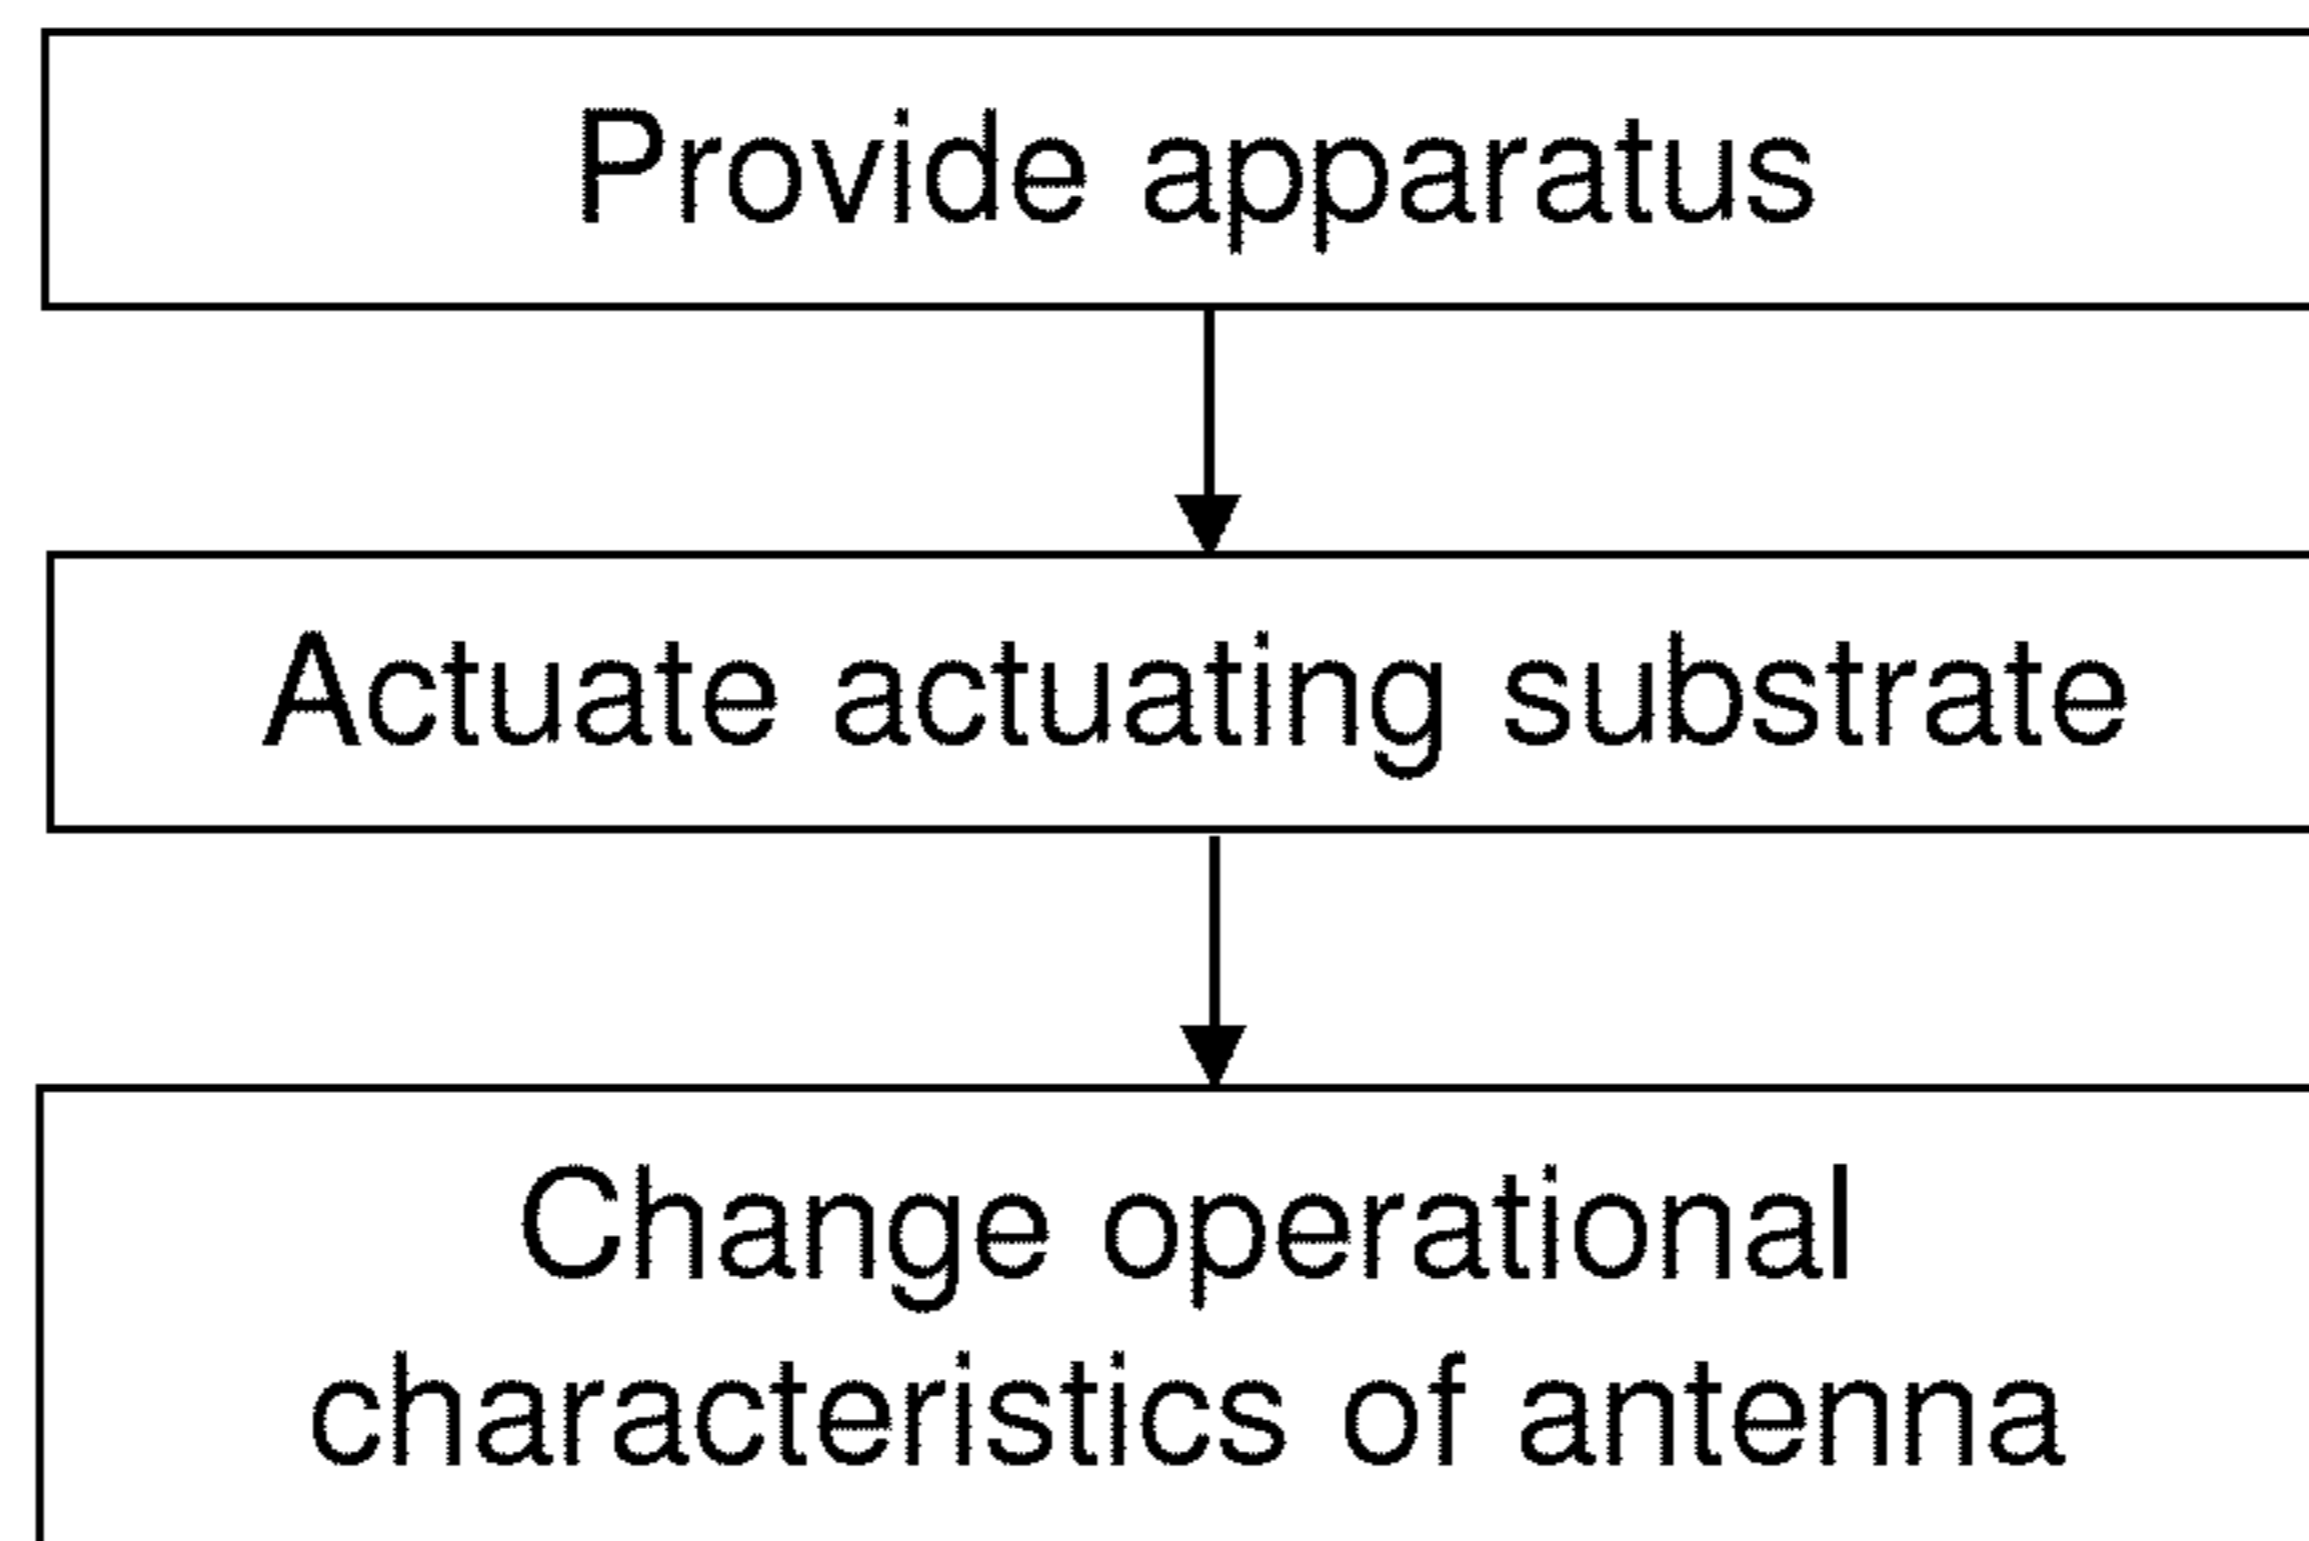 Provide apparatus
Actuate actuating substrate
Change operational
characteristics of antenna